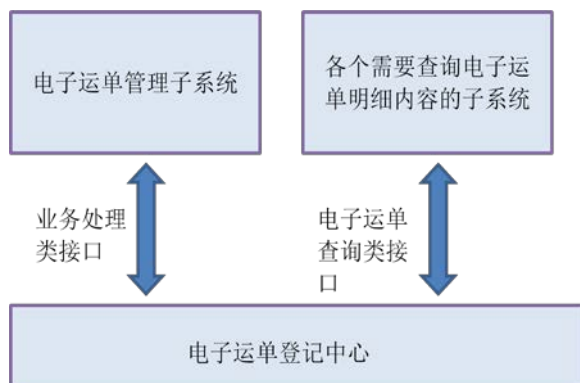 电子运单管理子系统
各个需要查询电子运
单明细内容的子系统
业务处理
类接口
电子运单
查询类接
口
电子运单登记中心